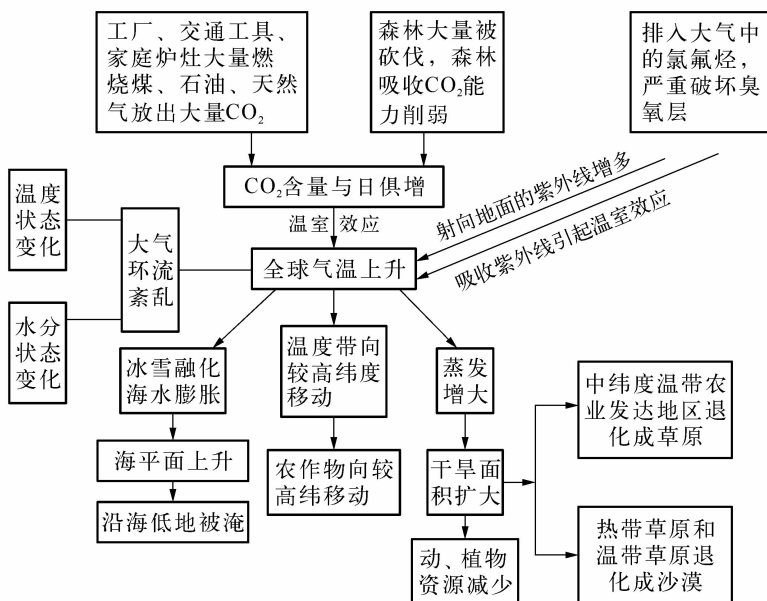 工厂、交通工具、
家庭炉灶大量燃
烧煤、石油、天然
气放出大量CO₂
森林大量被
砍伐，森林
吸收CO₂能
力削弱
排入大气中
的氯氟烃，
严重破坏臭
氧层
CO₂含量与日俱增
射向地面的紫外线增多
吸收紫外线引起温室效应
温室效应
温度
状态
变化
大气
环流
紊乱
全球气温上升
水分
状态
变化
冰雪融化
海水膨胀
温度带向
较高纬度
移动
蒸发
增大
中纬度温带农
业发达地区退
化成草原
海平面上升
农作物向较
高纬移动
干旱面
积扩大
沿海低地被淹
动、植物
资源减少
热带草原和
温带草原退
化成沙漠